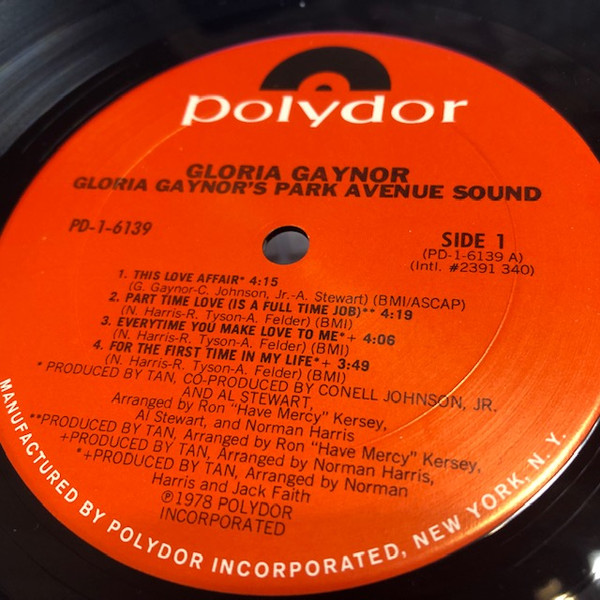 polydor
GLORIA GAYNOR
GLORIA GAYNOR'S PARK AVENUE SOUND
PD-1-6139
SIDE 1
(PD-1-6139 A)
(Intl. #2391 340)
1. THIS LOVE AFFAIR* 4:15
(G. Gaynor-C. Johnson, Jr.-A. Stewart) (BMI/ASCAP)
2. PART TIME LOVE (IS A FULL TIME JOB)** 4:19
(N. Harris-R. Tyson-A. Felder) (BMI)
3. EVERYTIME YOU MAKE LOVE TO ME*+ 4:06
(N. Harris-R. Tyson-A. Felder) (BMI)
4. FOR THE FIRST TIME IN MY LIFE*+ 3:49
(N. Harris-R. Tyson-A. Felder) (BMI)
* PRODUCED BY TAN, CO-PRODUCED BY CONELL JOHNSON, JR.
AND AL STEWART,
Arranged by Ron "Have Mercy" Kersey,
Al Stewart, and Norman Harris
**PRODUCED BY TAN, Arranged by Ron "Have Mercy" Kersey,
+PRODUCED BY TAN, Arranged by Norman Harris,
*+PRODUCED BY TAN, Arranged by Norman
Harris and Jack Faith
℗1978 POLYDOR
INCORPORATED
MANUFACTURED BY POLYDOR INCORPORATED, NEW YORK, N.Y.